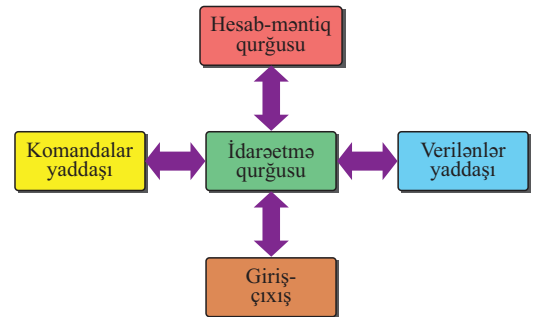 Hesab-məntiq
qurğusu
Komandalar
yaddaşı
İdarəetmə
qurğusu
Verilənlər
yaddaşı
Giriş-
çıxış